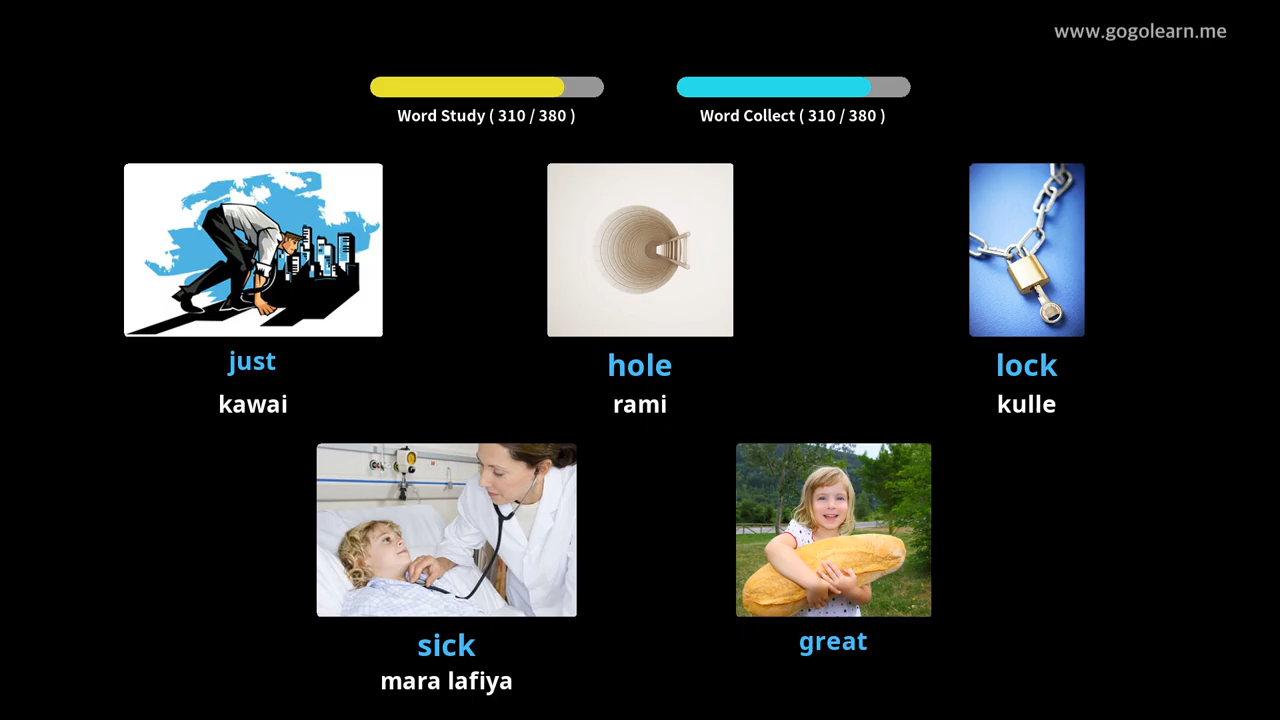 www.gogolearn.me
Word Study ( 310 / 380 )
Word Collect ( 310 / 380 )
just
kawai
hole
rami
lock
kulle
sick
mara lafiya
great